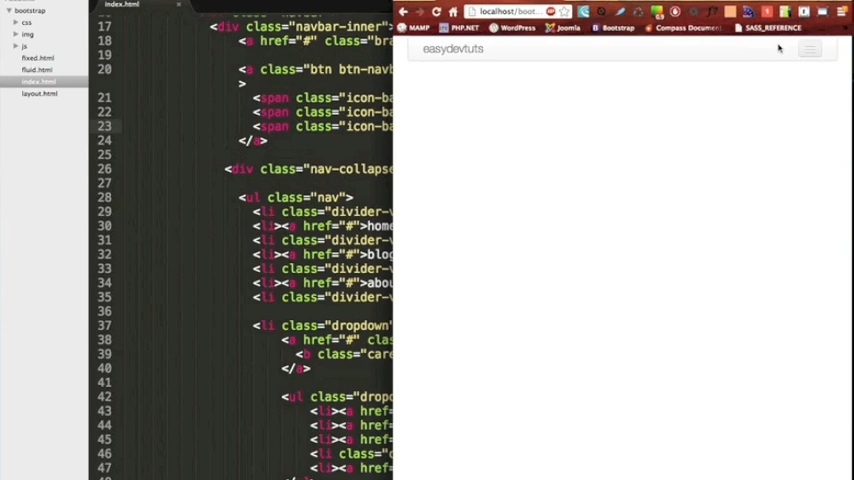 index.html
bootstrap
css
img
js
fixed.html
fluid.html
index.html
layout.html
17 <div class="navbar-inner">
18 <a href="#" class="bra
19
20 <a class="btn btn-navb
>
21 <span class="icon-ba
22 <span class="icon-ba
23 <span class="icon-ba
24 </a>
25
26 <div class="nav-collapse
27
28 <ul class="nav">
29 <li class="divider-v
30 <li><a href="#">home
31 <li class="divider-v
32 <li><a href="#">blog
33 <li class="divider-v
34 <li><a href="#">abou
35 <li class="divider-v
36
37 <li class="dropdown"
38 <a href="#" clas
39 <b class="care
40 </a>
41
42 <ul class="dropd
43 <li><a href=
44 <li><a href=
45 <li><a href=
46 <li class="d
47 <li><a href=
localhost/boot...
MAMP PHP.NET WordPress Joomla Bootstrap Compass Document SASS_REFERENCE
easydevtuts